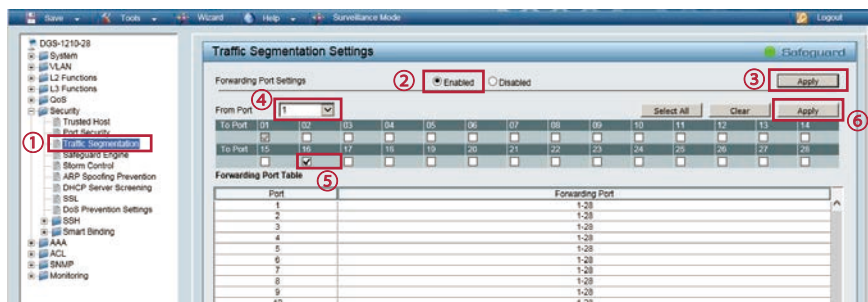 Save Tools Wizard Help Surveillance Mode Logout
DGS-1210-28
System
VLAN
L2 Functions
L3 Functions
QoS
Security
Trusted Host
Port Security
① Traffic Segmentation
Safeguard Engine
Storm Control
ARP Spoofing Prevention
DHCP Server Screening
SSL
DoS Prevention Settings
SSH
Smart Binding
AAA
ACL
SNMP
Monitoring
Traffic Segmentation Settings Safeguard
Forwarding Port Settings ② Enabled Disabled ③ Apply
④
From Port 1 Select All Clear Apply ⑥
To Port 01 02 03 04 05 06 07 08 09 10 11 12 13 14
To Port 15 16 17 18 19 20 21 22 23 24 25 26 27 28
⑤
Forwarding Port Table
Port Forwarding Port
1 1-28
2 1-28
3 1-28
4 1-28
5 1-28
6 1-28
7 1-28
8 1-28
9 1-28